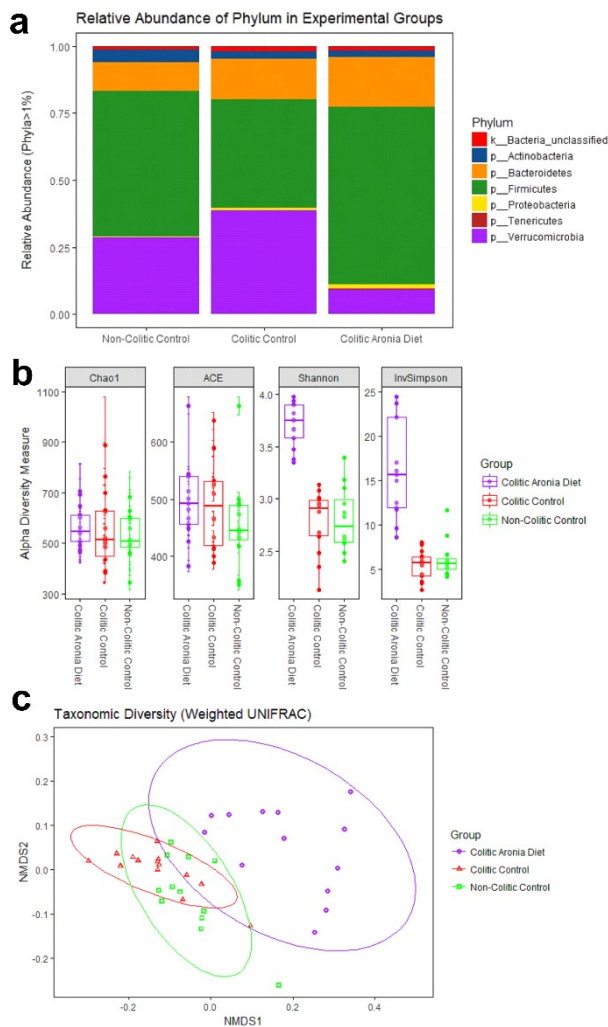 a
Relative Abundance of Phylum in Experimental Groups
Relative Abundance (Phyla>1%)
1.00
0.75
0.50
0.25
0.00
Non-Colitic Control
Colitic Control
Colitic Aronia Diet
Phylum
k__Bacteria_unclassified
p__Actinobacteria
p__Bacteroidetes
p__Firmicutes
p__Proteobacteria
p__Tenericutes
p__Verrucomicrobia
b
Alpha Diversity Measure
Chao1
1100
900
700
500
300
Colitic Aronia Diet
Colitic Control
Non-Colitic Control
ACE
600
500
400
Colitic Aronia Diet
Colitic Control
Non-Colitic Control
Shannon
4.0
3.5
3.0
2.5
Colitic Aronia Diet
Colitic Control
Non-Colitic Control
InvSimpson
25
20
15
10
5
Colitic Aronia Diet
Colitic Control
Non-Colitic Control
Group
Colitic Aronia Diet
Colitic Control
Non-Colitic Control
c
Taxonomic Diversity (Weighted UNIFRAC)
NMDS2
0.3
0.2
0.1
0.0
-0.1
-0.2
-0.2
0.0
0.2
0.4
NMDS1
Group
Colitic Aronia Diet
Colitic Control
Non-Colitic Control